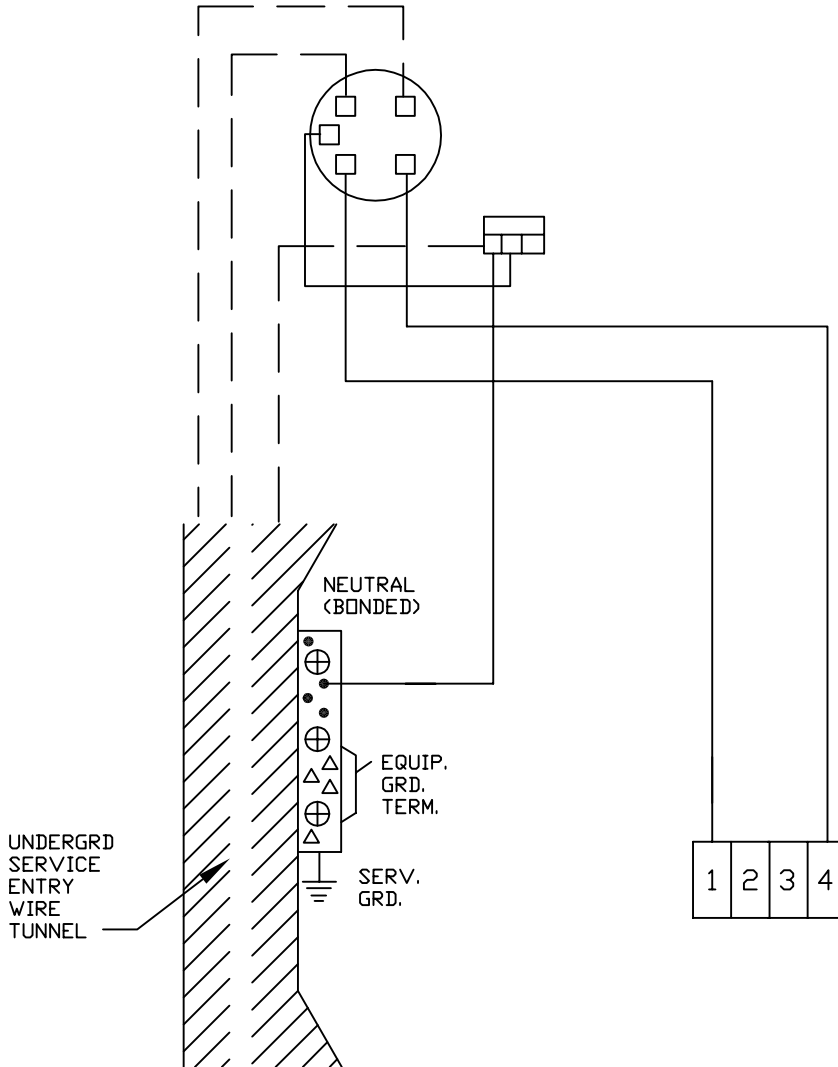 NEUTRAL
(BONDED)
EQUIP.
GRD.
TERM.
UNDERGRD
SERVICE
ENTRY
WIRE
TUNNEL
SERV.
GRD.
1 2 3 4